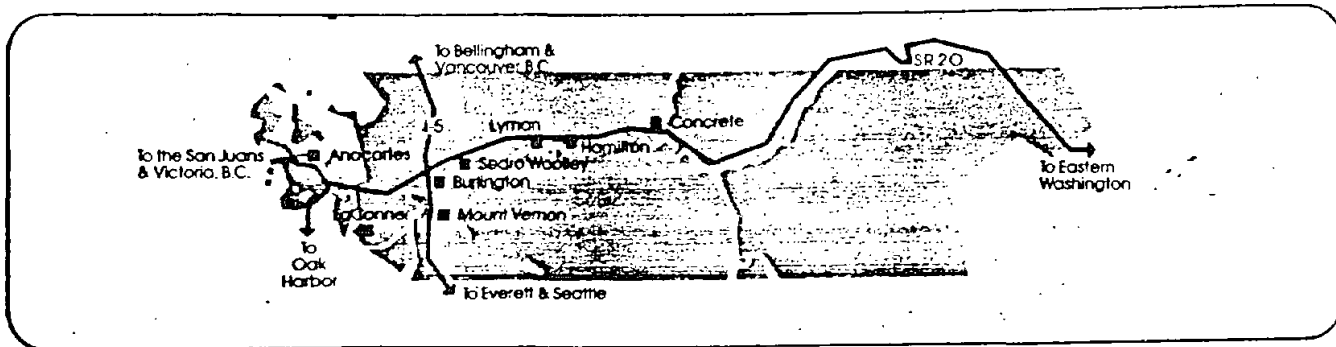 To Bellingham &
Vancouver B.C.
SR 20
I-5
Lyman
Concrete
Hamilton
To the San Juans
& Victoria, B.C.
Anacortes
Sedro Woolley
To Eastern
Washington
Burlington
LaConner
Mount Vernon
To
Oak
Harbor
To Everett & Seattle